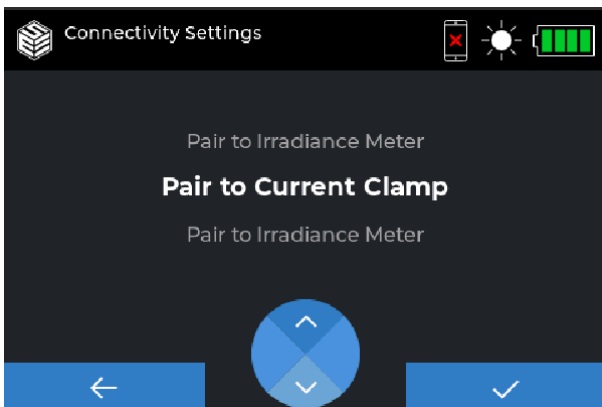 Connectivity Settings
Pair to Irradiance Meter
Pair to Current Clamp
Pair to Irradiance Meter